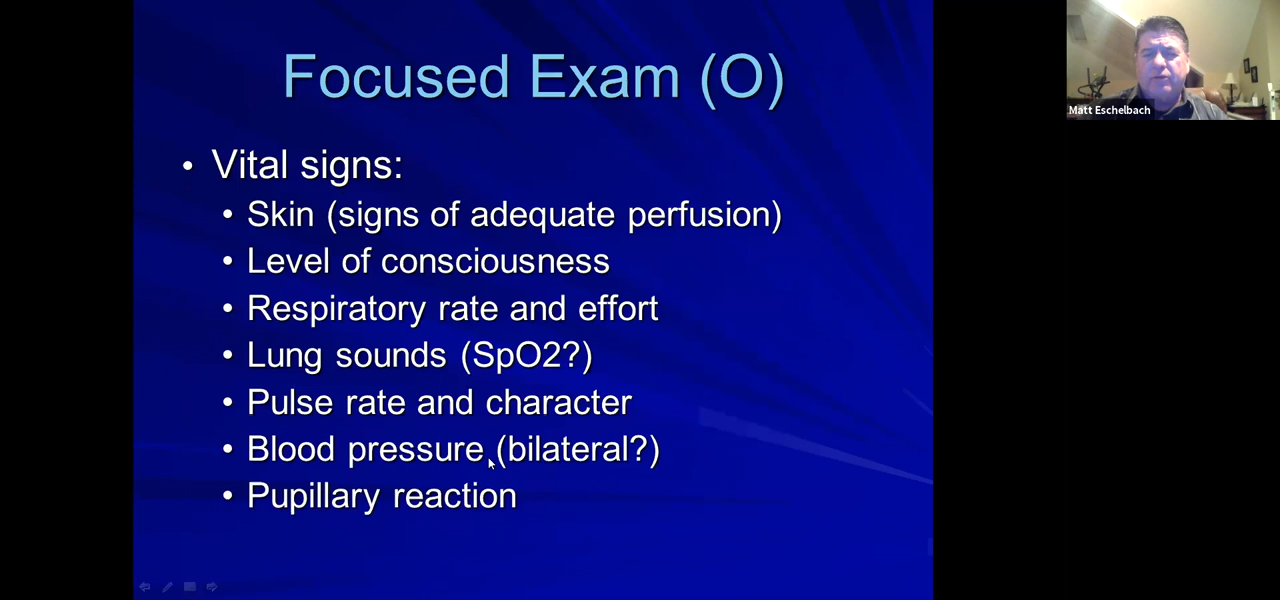 Focused Exam (O)
• Vital signs:
• Skin (signs of adequate perfusion)
• Level of consciousness
• Respiratory rate and effort
• Lung sounds (SpO2?)
• Pulse rate and character
• Blood pressure (bilateral?)
• Pupillary reaction
Matt Eschelbach